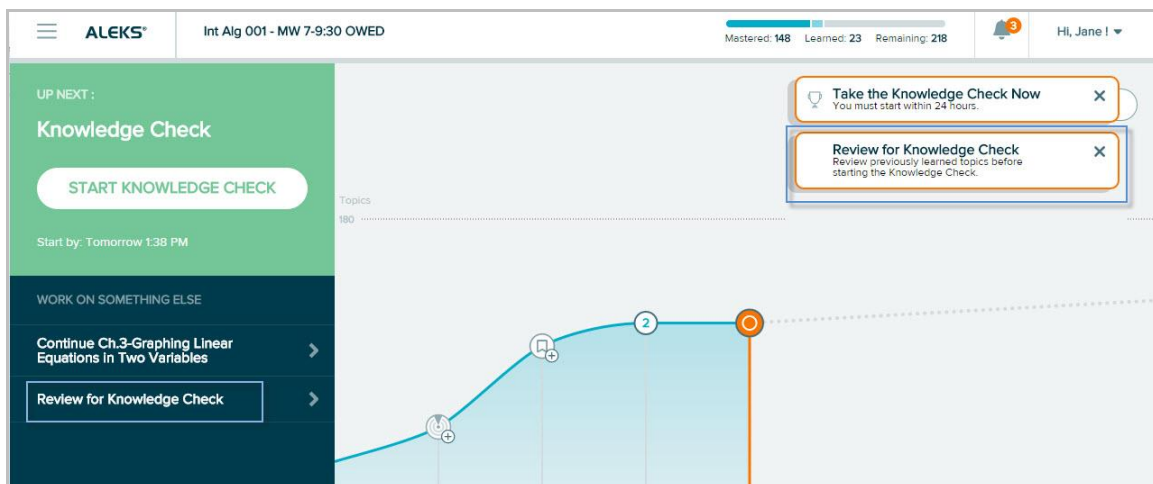 ALEKS®
Int Alg 001 - MW 7-9:30 OWED
Mastered: 148 Learned: 23 Remaining: 218
3
Hi, Jane !
UP NEXT :
Knowledge Check
START KNOWLEDGE CHECK
Start by: Tomorrow 1:38 PM
WORK ON SOMETHING ELSE
Continue Ch.3-Graphing Linear
Equations in Two Variables
Review for Knowledge Check
Take the Knowledge Check Now
You must start within 24 hours.
Review for Knowledge Check
Review previously learned topics before
starting the Knowledge Check.
Topics
180
2